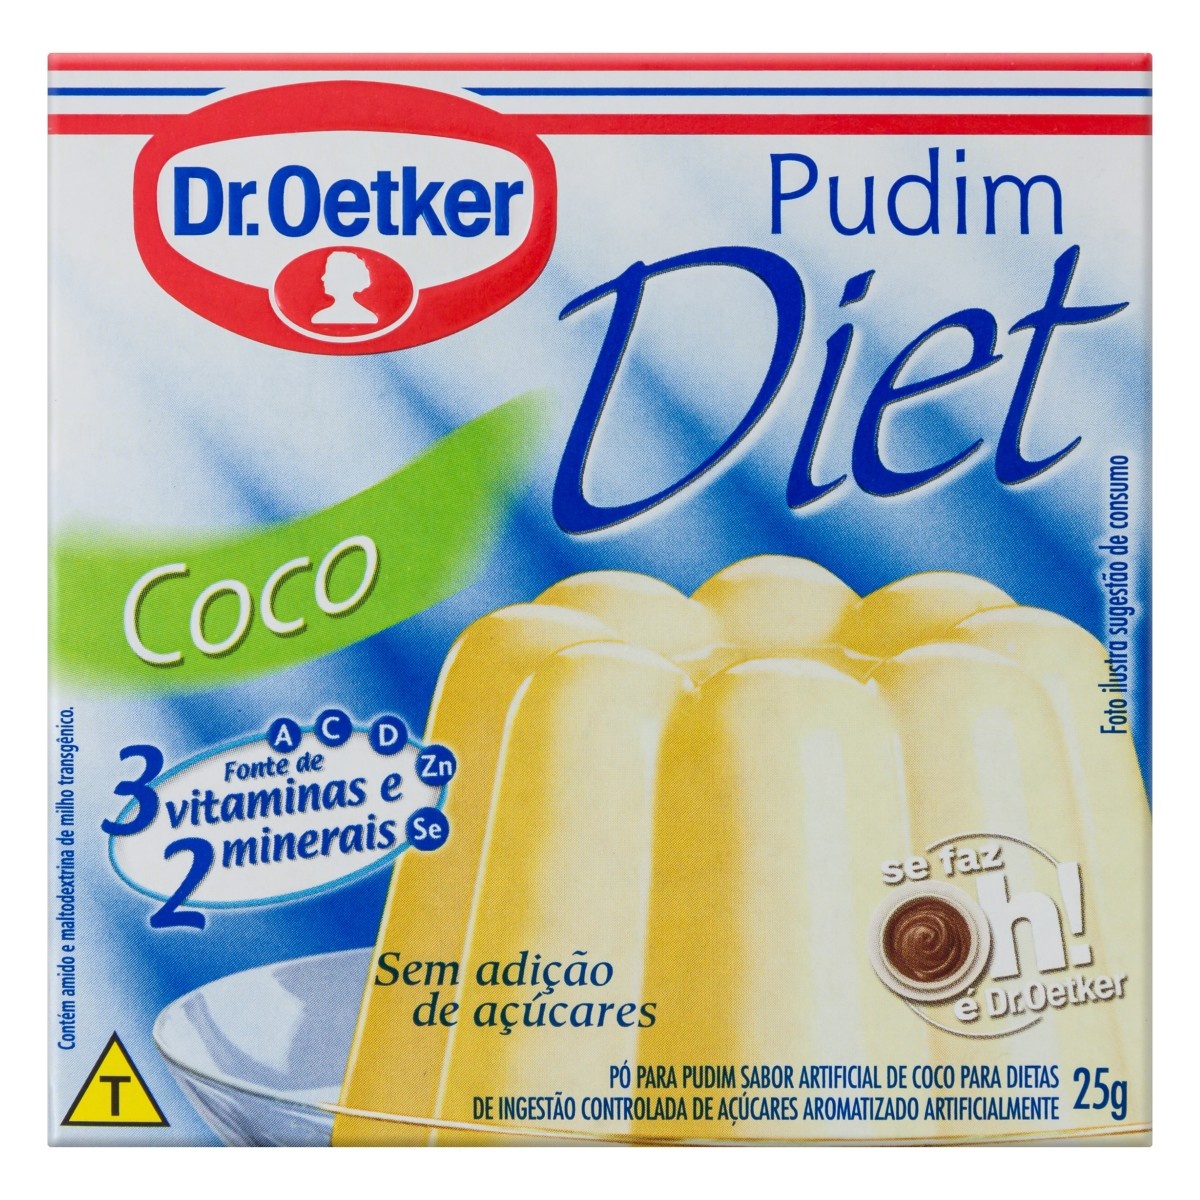 Dr.Oetker
Pudim
Diet
Coco
A C D
Zn
Se
3
Fonte de
vitaminas e
2 minerais
Sem adição
de açúcares
se faz
Oh!
é Dr.Oetker
PÓ PARA PUDIM SABOR ARTIFICIAL DE COCO PARA DIETAS
DE INGESTÃO CONTROLADA DE AÇÚCARES AROMATIZADO ARTIFICIALMENTE
25g
T
Contém amido e maltodextrina de milho transgênico.
Foto ilustra sugestão de consumo